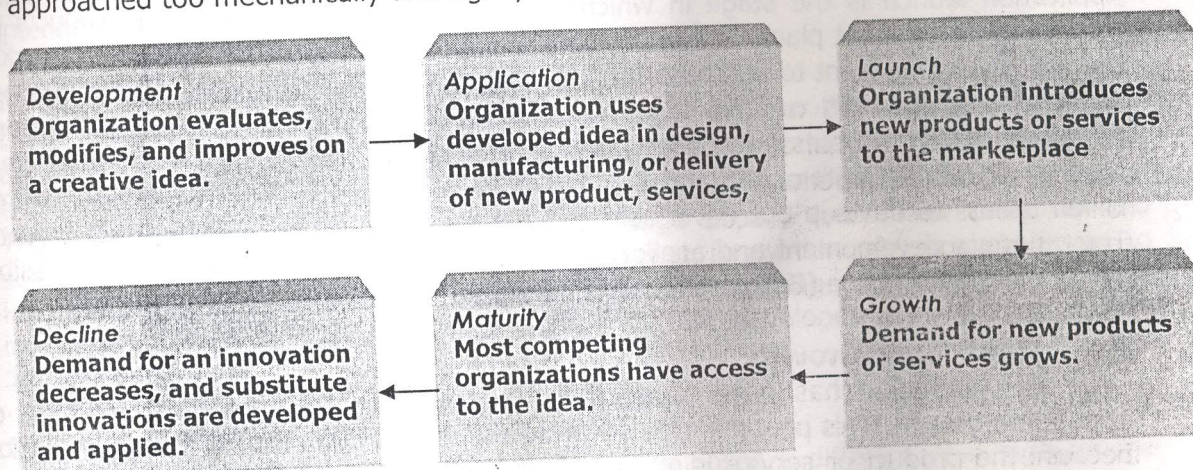 approached too mechanically
Development
Organization evaluates,
modifies, and improves on
a creative idea.
Application
Organization uses
developed idea in design,
manufacturing, or delivery
of new product, services,
Launch
Organization introduces
new products or services
to the marketplace
Growth
Demand for new products
or services grows.
Maturity
Most competing
organizations have access
to the idea.
Decline
Demand for an innovation
decreases, and substitute
innovations are developed
and applied.